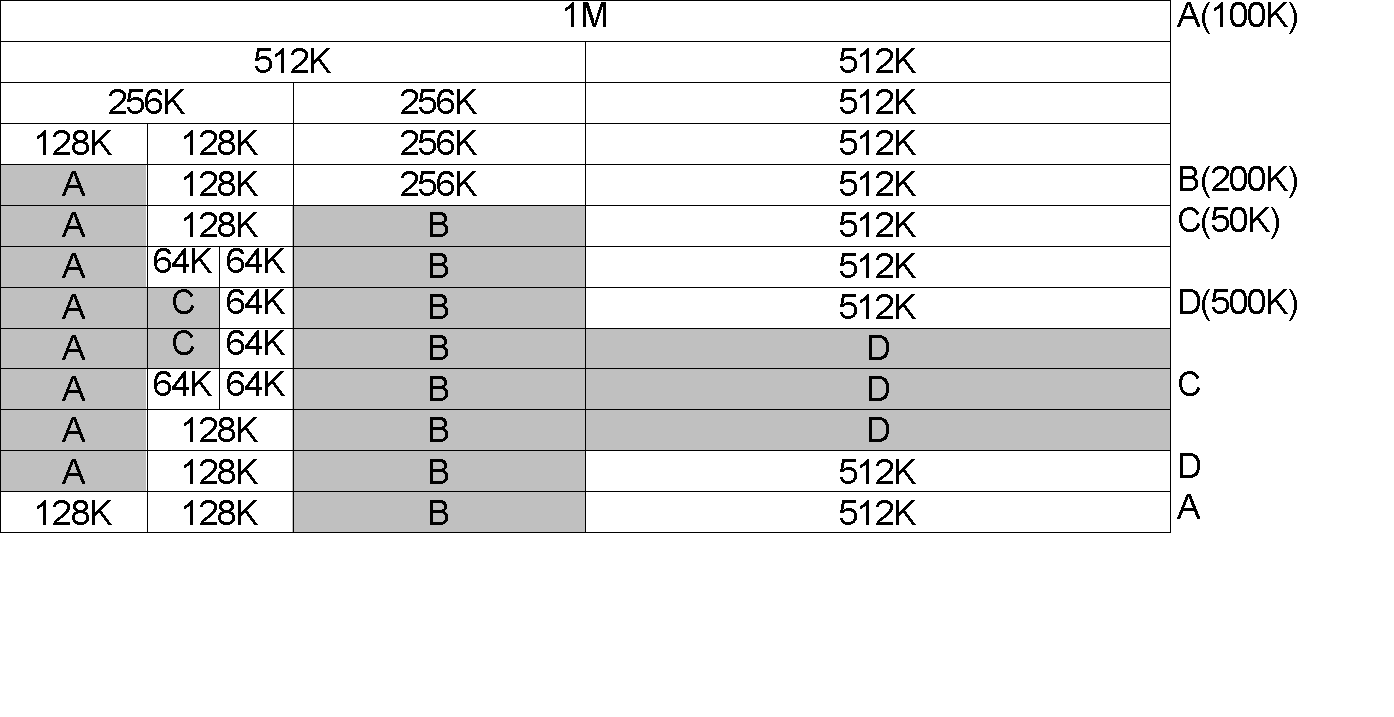 1M A(100K)
512K 512K
256K 256K 512K
128K 128K 256K 512K
A 128K 256K 512K B(200K)
A 128K B 512K C(50K)
A 64K 64K B 512K
A C 64K B 512K D(500K)
A C 64K B D
A 64K 64K B D C
A 128K B D
A 128K B 512K D
128K 128K B 512K A